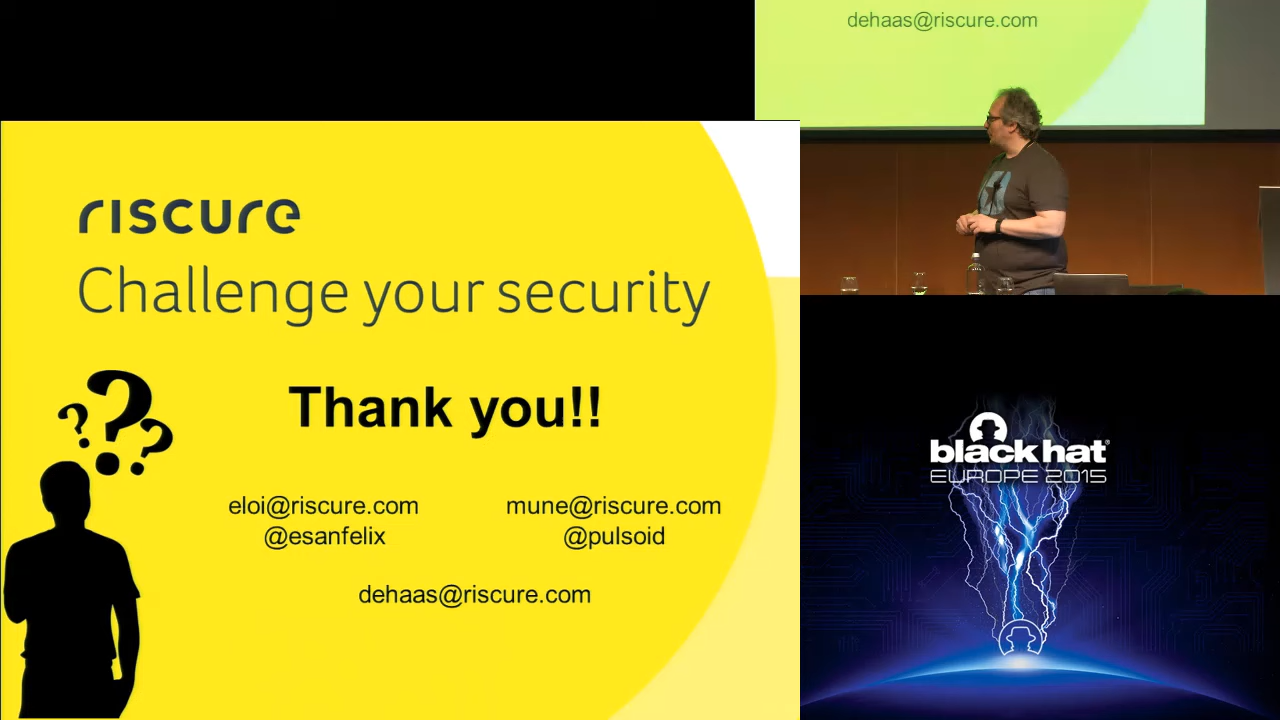 dehaas@riscure.com
riscure
Challenge your security
? ? ?
Thank you!!
eloi@riscure.com
@esanfelix
mune@riscure.com
@pulsoid
dehaas@riscure.com
black hat®
EUROPE 2015